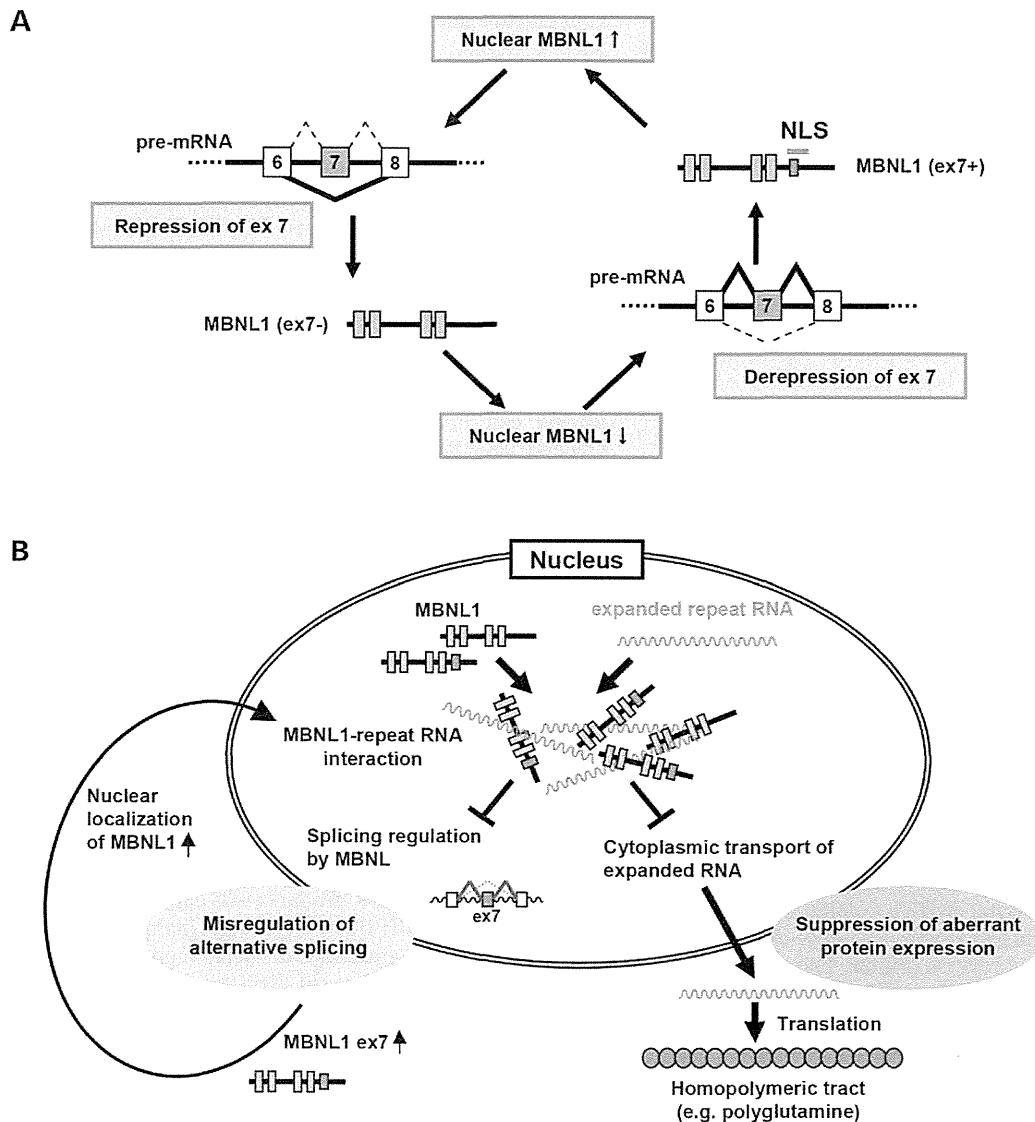 A
Nuclear MBNL1 ↑
pre-mRNA
6
7
8
Repression of ex 7
MBNL1 (ex7-)
Nuclear MBNL1 ↓
NLS
MBNL1 (ex7+)
pre-mRNA
6
7
8
Derepression of ex 7
B
Nucleus
MBNL1
expanded repeat RNA
MBNL1-repeat RNA
interaction
Nuclear
localization
of MBNL1
Splicing regulation
by MBNL
ex7
Cytoplasmic transport of
expanded RNA
Misregulation of
alternative splicing
Suppression of aberrant
protein expression
MBNL1 ex7
Translation
Homopolymeric tract
(e.g. polyglutamine)